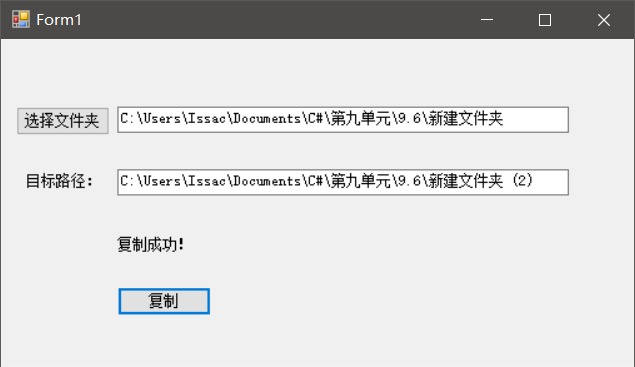 Form1
选择文件夹 C:\Users\Issac\Documents\C#\第九单元\9.6\新建文件夹
目标路径: C:\Users\Issac\Documents\C#\第九单元\9.6\新建文件夹 (2)
复制成功!
复制